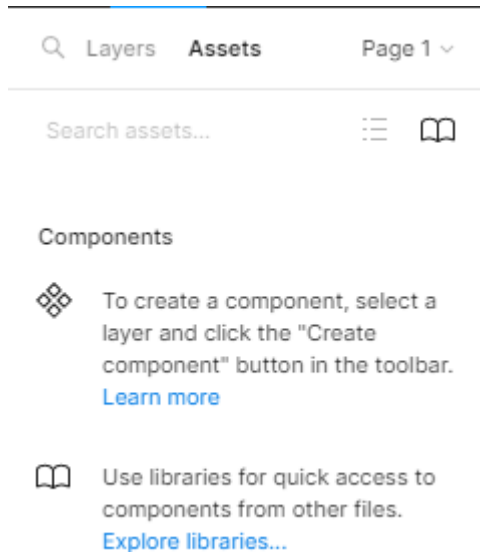 Layers Assets Page 1
Search assets...
Components
To create a component, select a
layer and click the "Create
component" button in the toolbar.
Learn more
Use libraries for quick access to
components from other files.
Explore libraries...